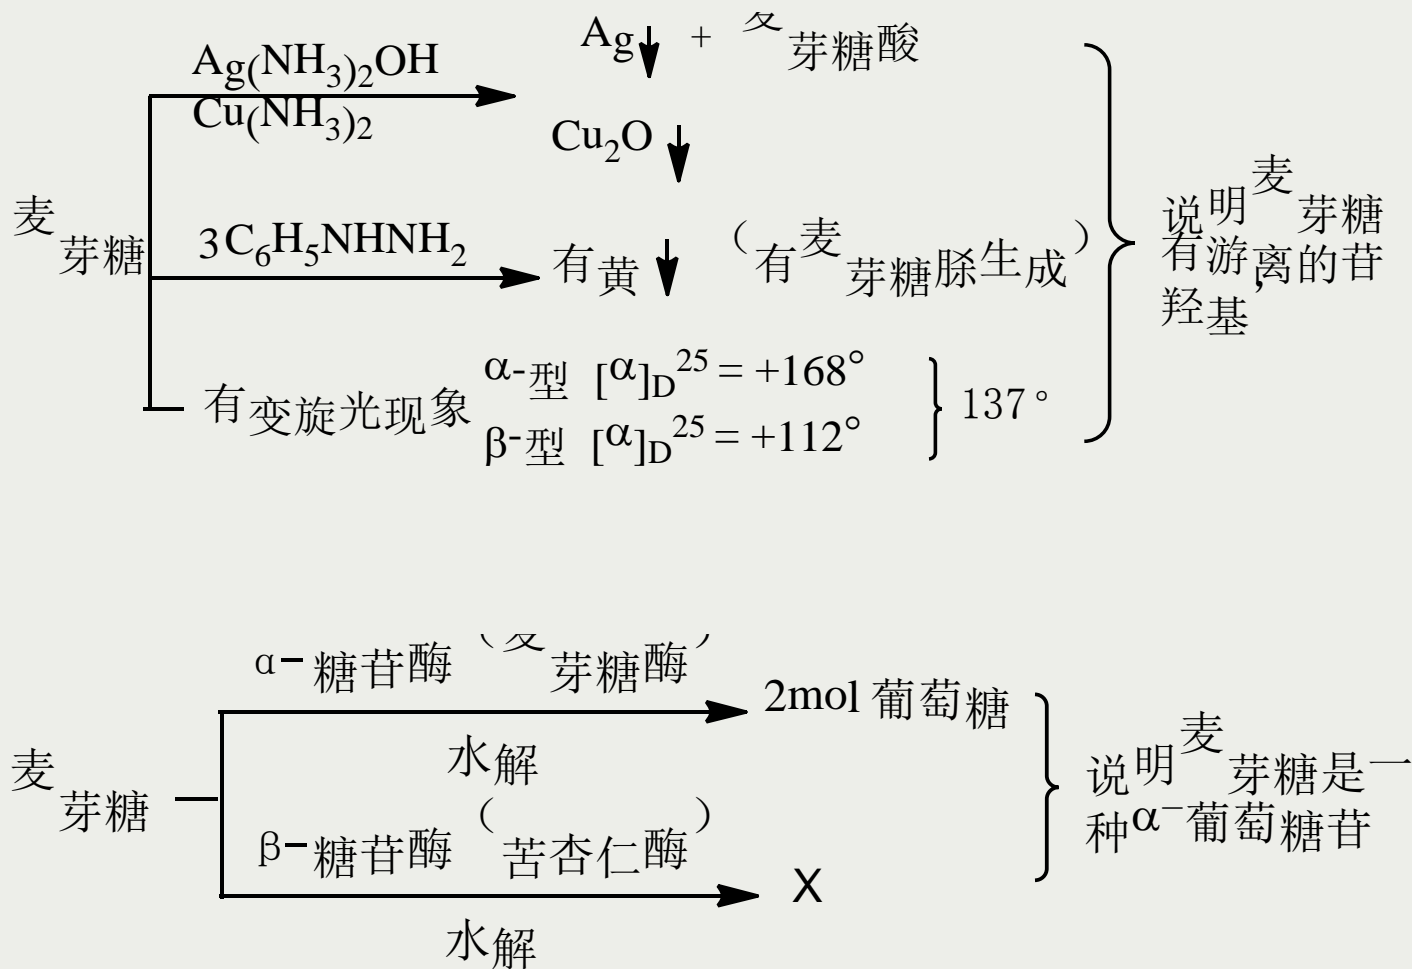 Ag(NH3)2OH
Cu(NH3)2
Ag + 麦芽糖酸
Cu2O
麦芽糖
3C6H5NHNH2
有黄 (有麦芽糖脎生成)
有变旋光现象
α-型 [α]D25 = +168°
β-型 [α]D25 = +112°
137°
说明麦芽糖
有游离的苷
羟基,
麦芽糖
α-糖苷酶(麦芽糖酶)
水解
2mol 葡萄糖
β-糖苷酶(苦杏仁酶)
水解
X
说明麦芽糖是一
种α-葡萄糖苷